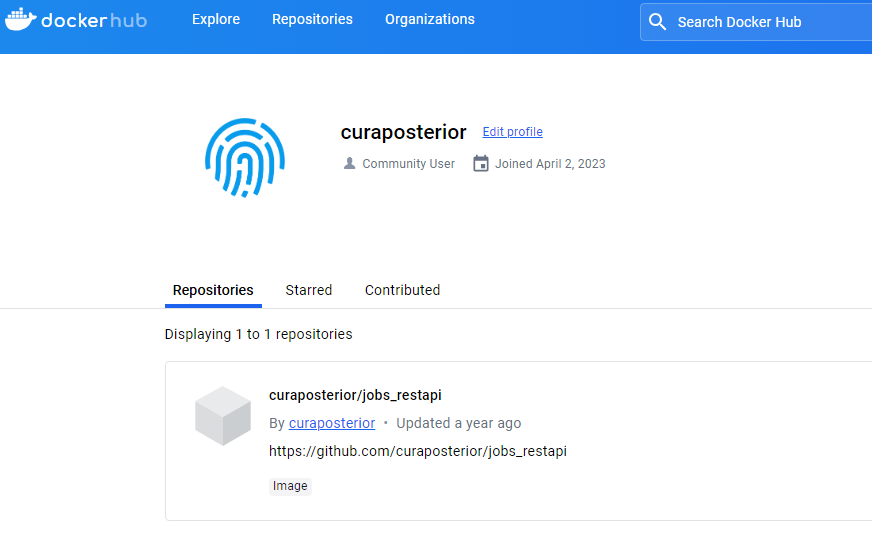 dockerhub Explore Repositories Organizations Search Docker Hub
curaposterior Edit profile
Community User Joined April 2, 2023
Repositories Starred Contributed
Displaying 1 to 1 repositories
curaposterior/jobs_restapi
By curaposterior • Updated a year ago
https://github.com/curaposterior/jobs_restapi
Image